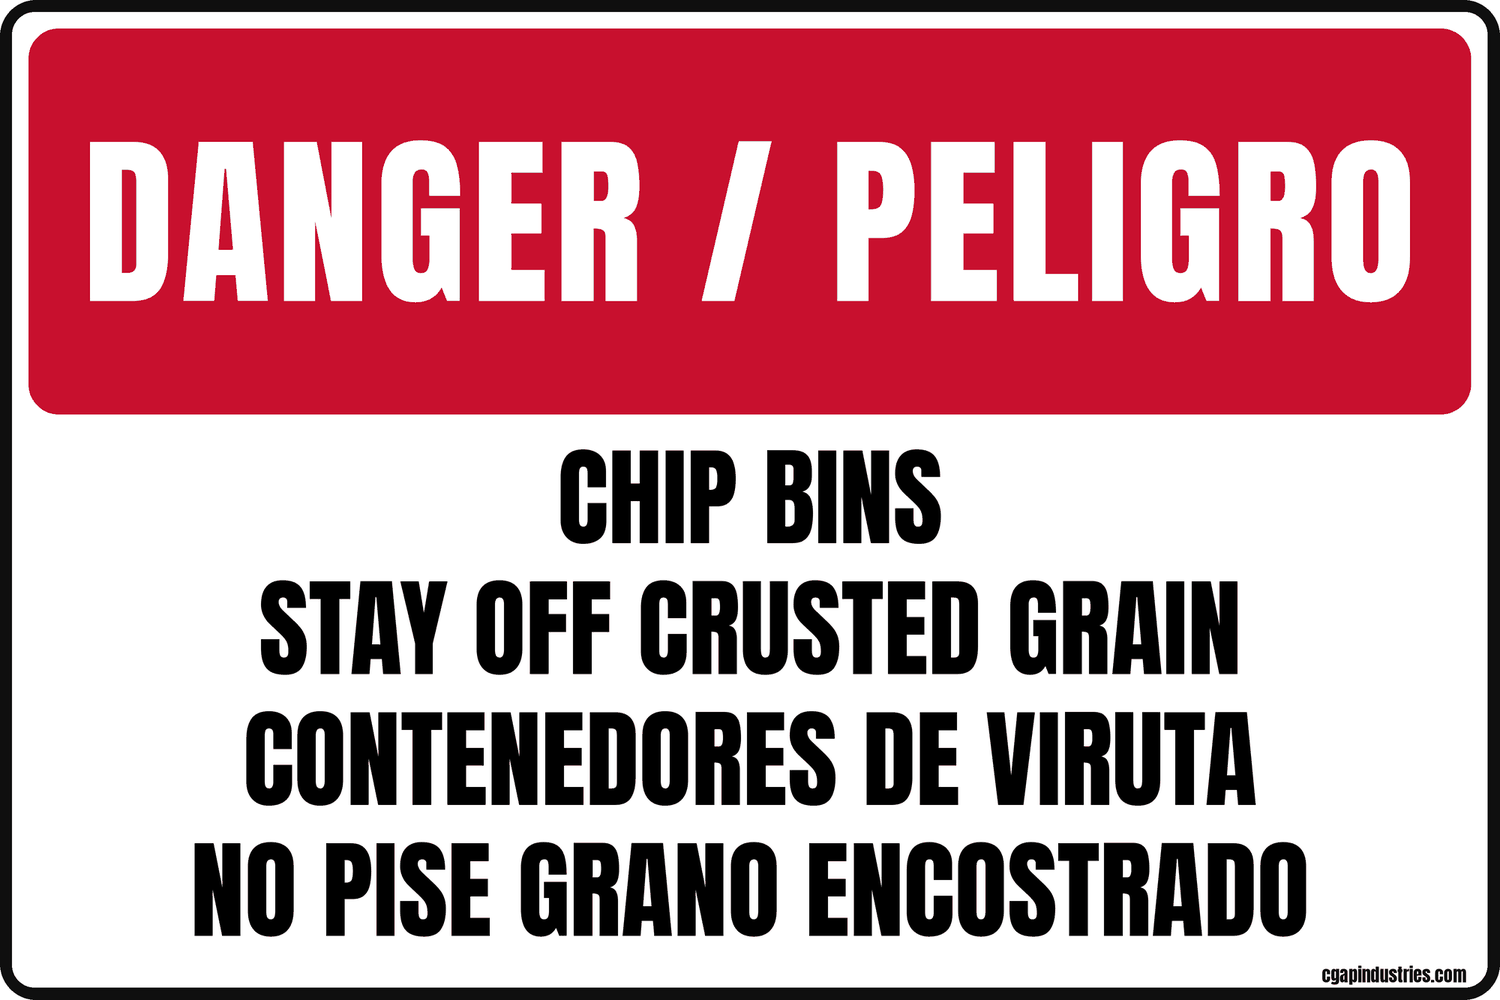 DANGER / PELIGRO
CHIP BINS
STAY OFF CRUSTED GRAIN
CONTENEDORES DE VIRUTA
NO PISE GRANO ENCOSTRADO
cgapindustries.com